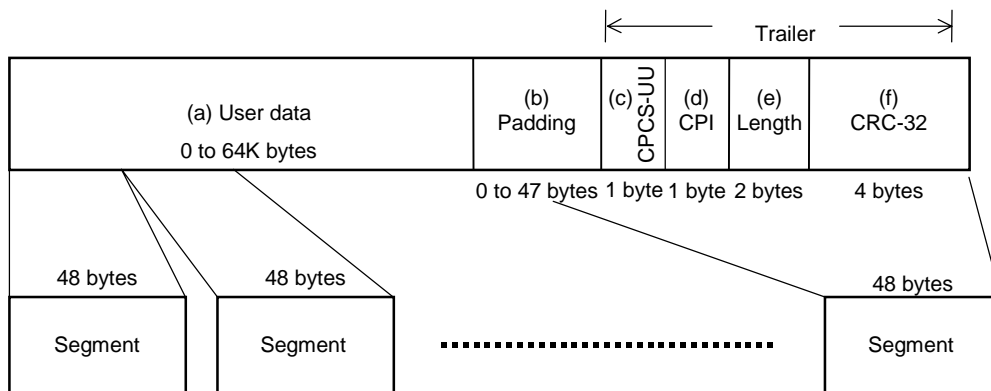 Trailer
(a) User data
0 to 64K bytes
(b)
Padding
(c) CPCS-UU
(d)
CPI
(e)
Length
(f)
CRC-32
0 to 47 bytes
1 byte
1 byte
2 bytes
4 bytes
48 bytes
48 bytes
48 bytes
Segment
Segment
Segment